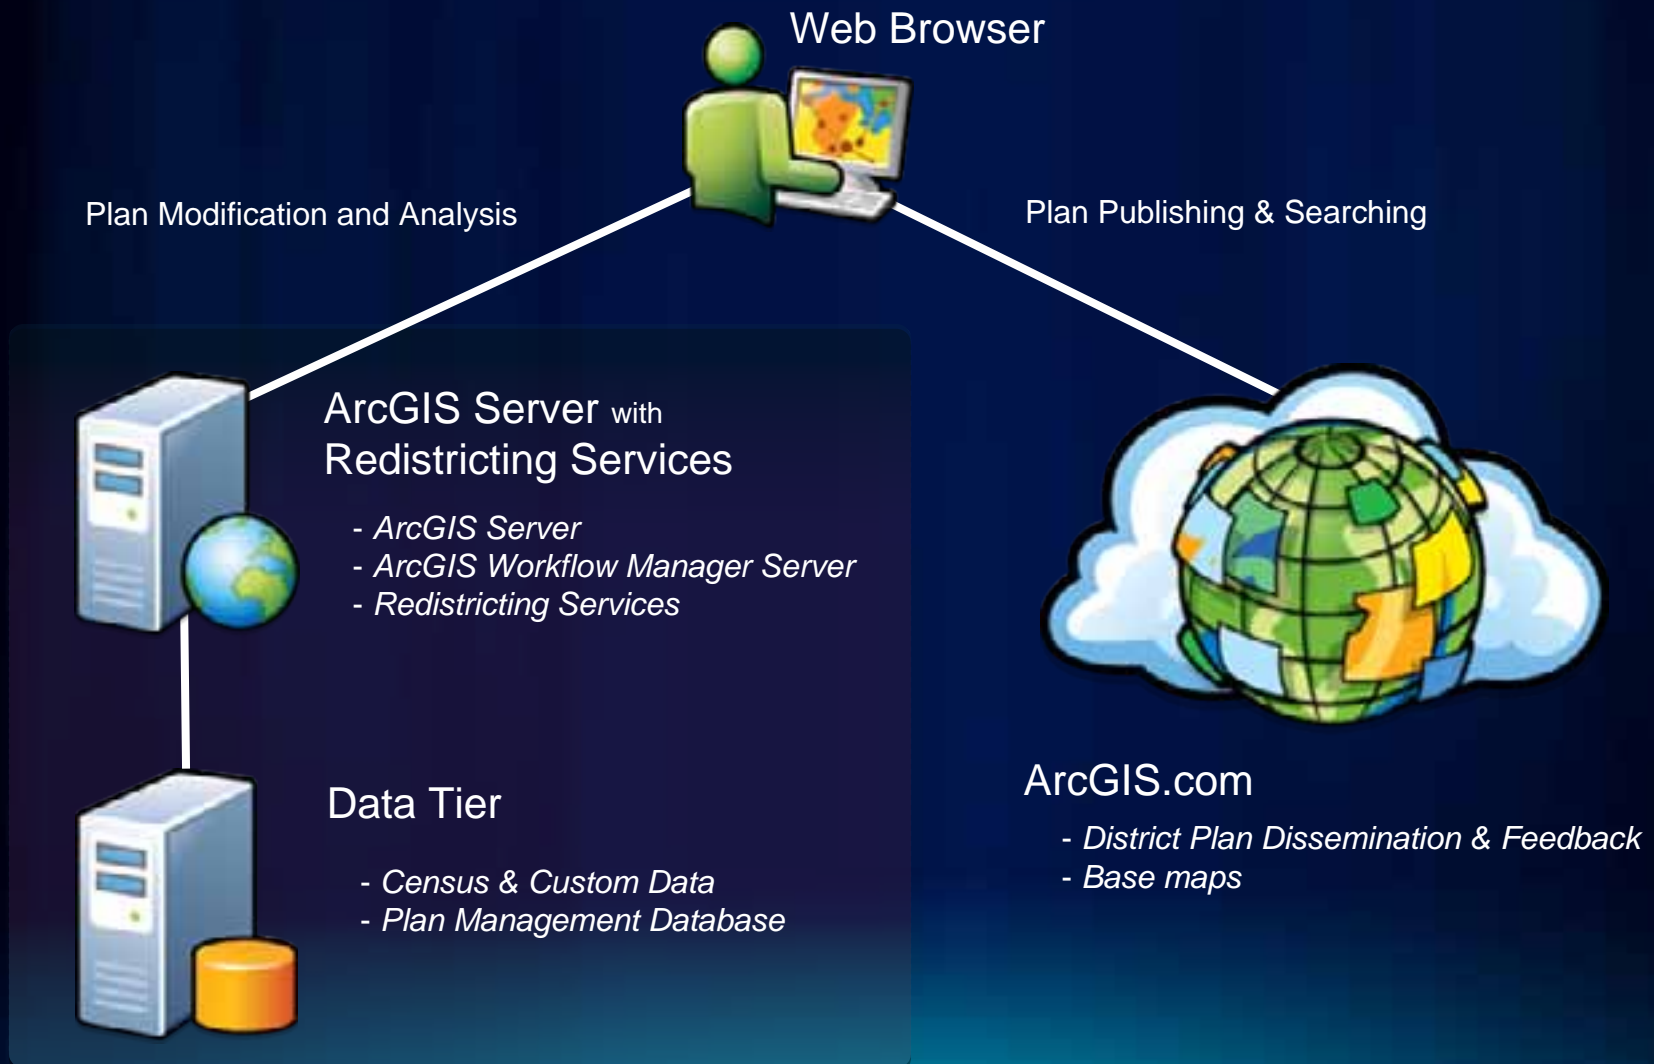 Web Browser
Plan Modification and Analysis
Plan Publishing & Searching
ArcGIS Server with
Redistricting Services
- ArcGIS Server
- ArcGIS Workflow Manager Server
- Redistricting Services
Data Tier
- Census & Custom Data
- Plan Management Database
ArcGIS.com
- District Plan Dissemination & Feedback
- Base maps